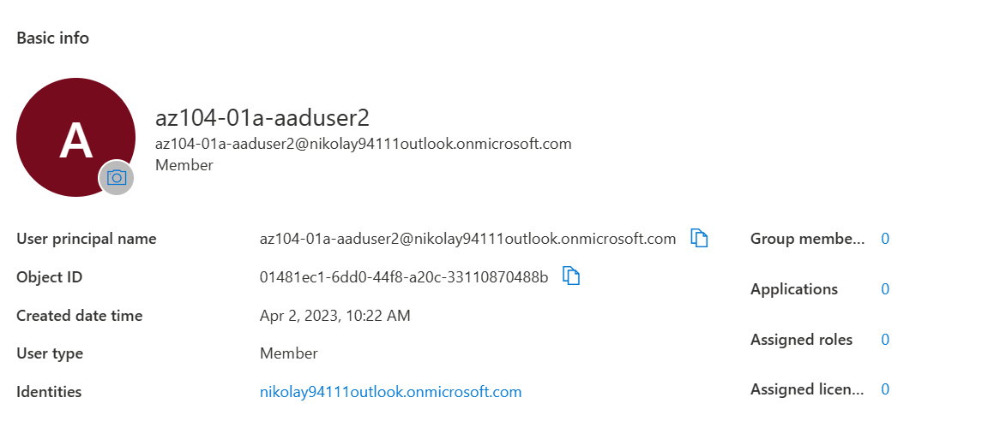 Basic info
A
az104-01a-aaduser2
az104-01a-aaduser2@nikolay94111outlook.onmicrosoft.com
Member
User principal name az104-01a-aaduser2@nikolay94111outlook.onmicrosoft.com Group membe... 0
Object ID 01481ec1-6dd0-44f8-a20c-33110870488b
Applications 0
Created date time Apr 2, 2023, 10:22 AM
Assigned roles 0
User type Member
Identities nikolay94111outlook.onmicrosoft.com Assigned licen... 0